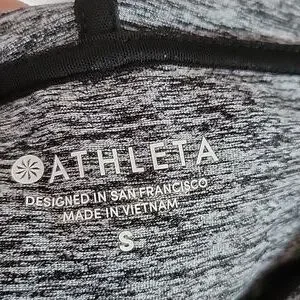 ATHLETA
DESIGNED IN SAN FRANCISCO
MADE IN VIETNAM
S